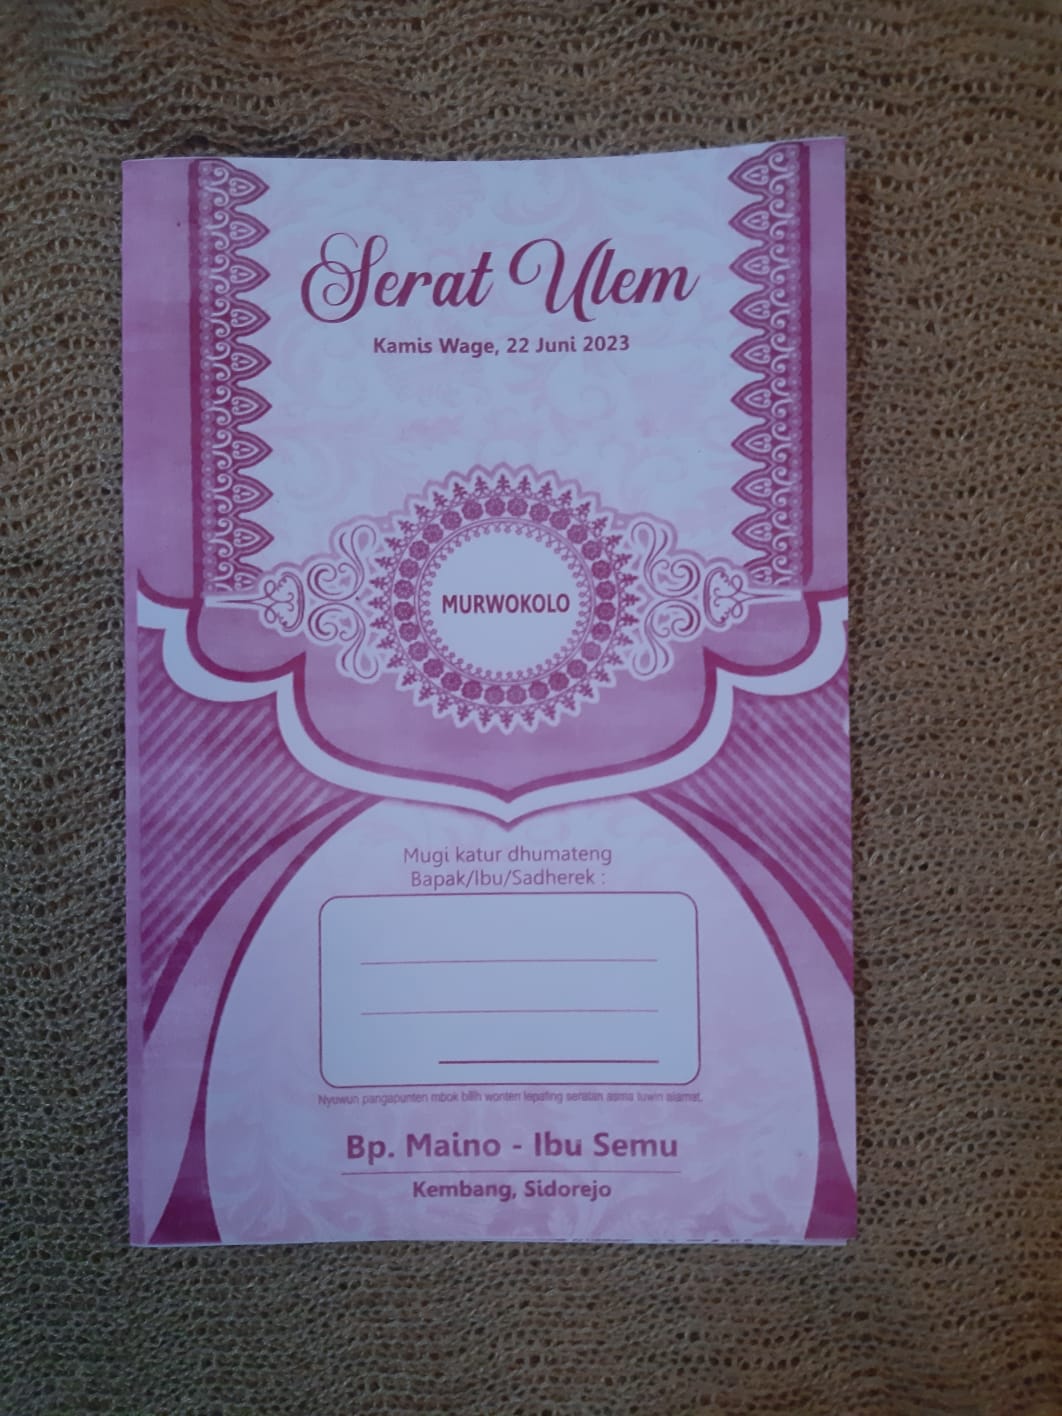 Serat Ulem
Kamis Wage, 22 Juni 2023
MURWOKOLO
Mugi katur dhumateng
Bapak/Ibu/Sadherek :
Nyuwun pangapunten mbok bilih wonten lepating seratan asma tuwin alamat.
Bp. Maino - Ibu Semu
Kembang, Sidorejo